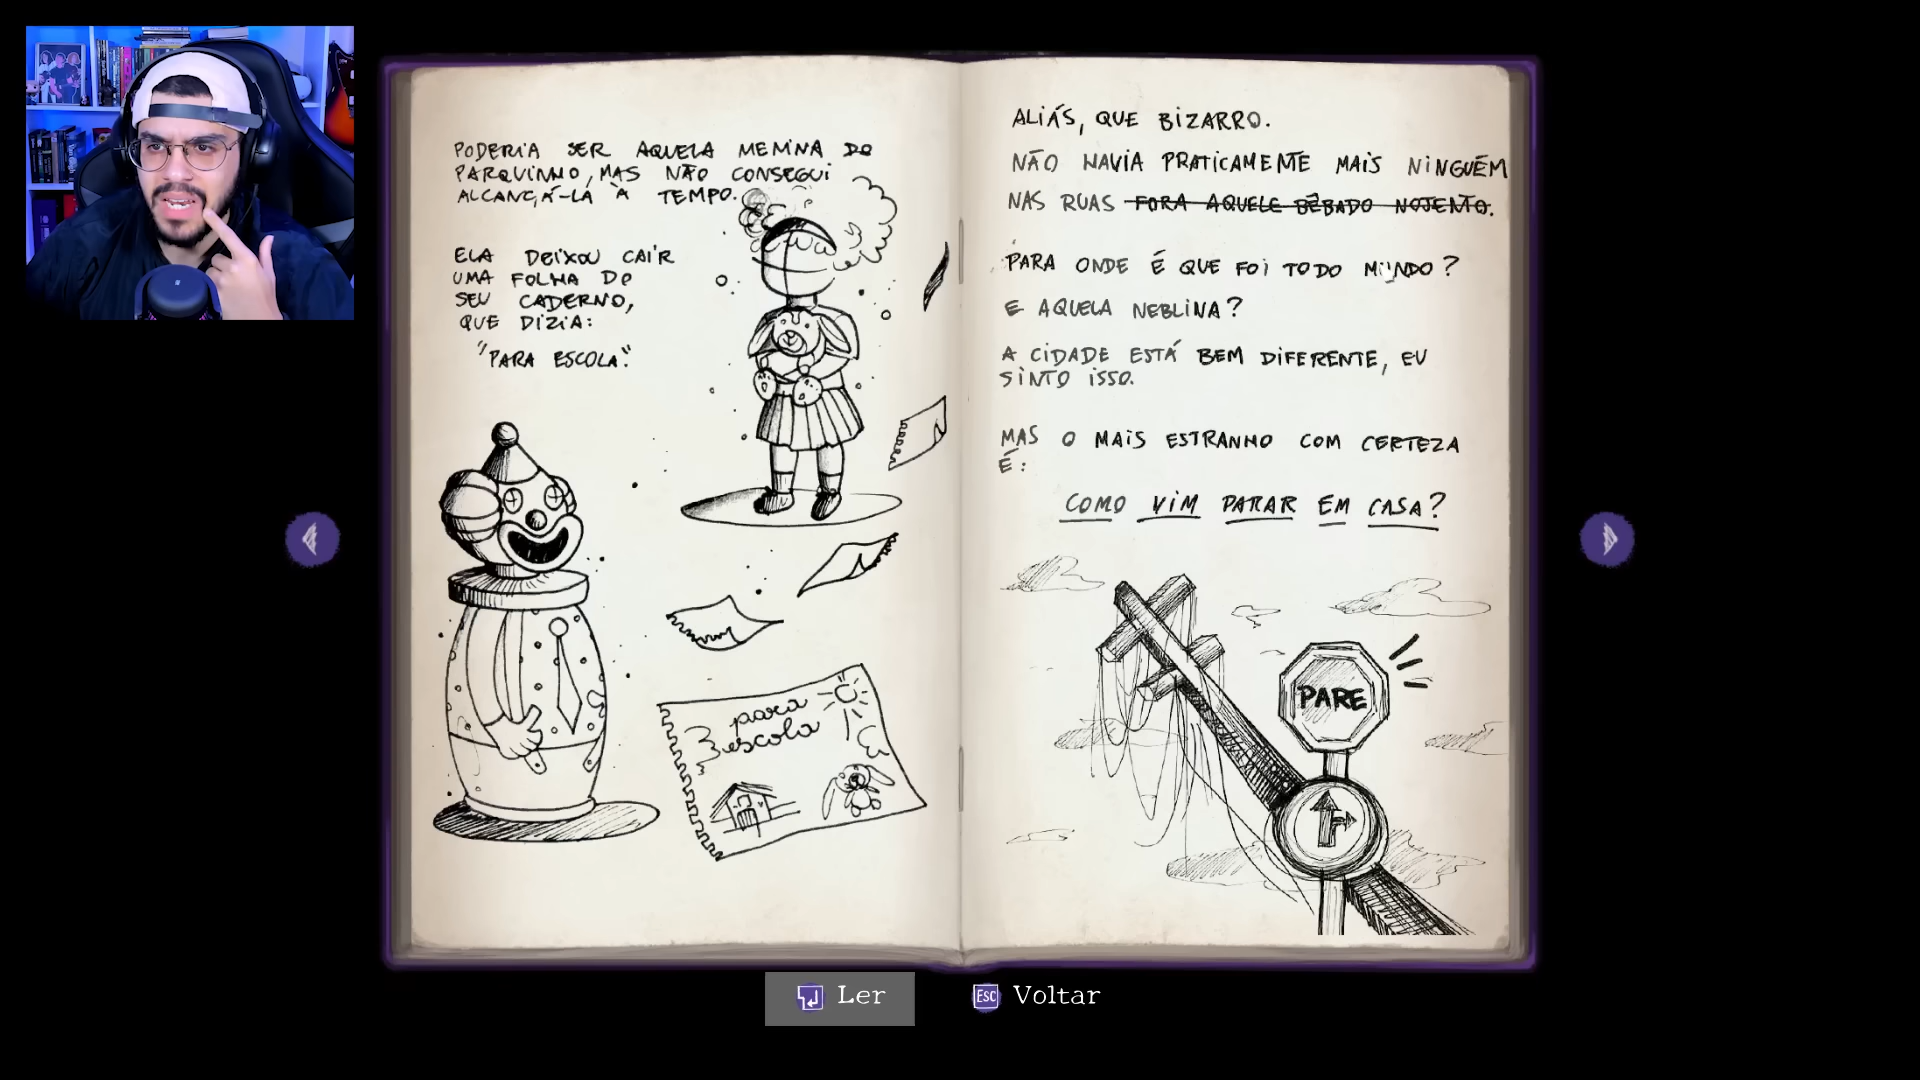 PODERIA SER AQUELA MENINA DO
PARQUINHO, MAS NÃO CONSEGUI
ALCANÇÁ-LA À TEMPO.
ELA DEIXOU CAIR
UMA FOLHA DO
SEU CADERNO,
QUE DIZIA:
"PARA ESCOLA."
para
escola
ALIÁS, QUE BIZARRO.
NÃO HAVIA PRATICAMENTE MAIS NINGUÉM
NAS RUAS FORA AQUELE BÊBADO NOJENTO.
PARA ONDE É QUE FOI TODO MUNDO?
E AQUELA NEBLINA?
A CIDADE ESTÁ BEM DIFERENTE, EU
SINTO ISSO.
MAS O MAIS ESTRANHO COM CERTEZA
É:
COMO VIM PARAR EM CASA?
PARE
Ler
Esc Voltar